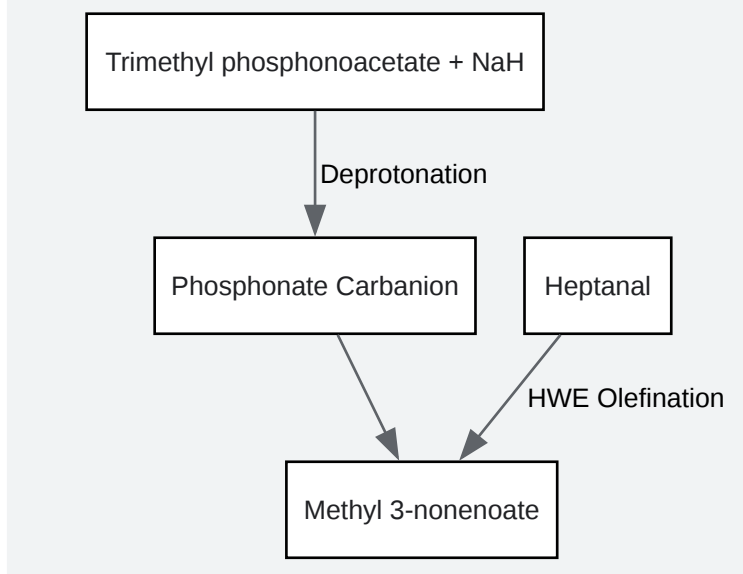 Trimethyl phosphonoacetate + NaH
Deprotonation
Phosphonate Carbanion
Heptanal
HWE Olefination
Methyl 3-nonenoate